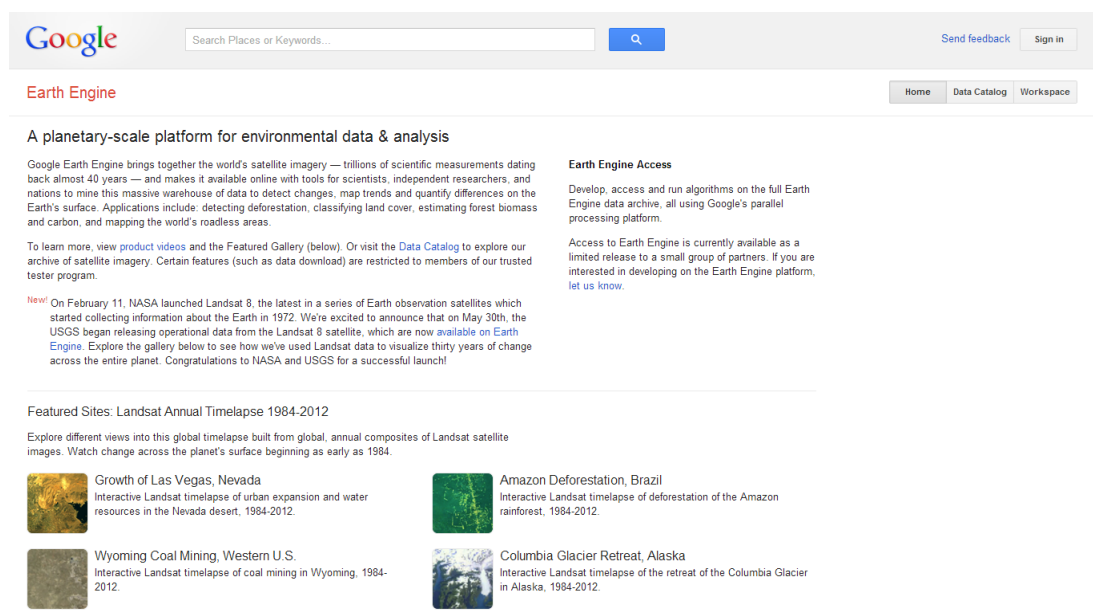 Google
Search Places or Keywords...
Send feedback
Sign in
Earth Engine
Home
Data Catalog
Workspace
A planetary-scale platform for environmental data & analysis
Google Earth Engine brings together the world's satellite imagery — trillions of scientific measurements dating
back almost 40 years — and makes it available online with tools for scientists, independent researchers, and
nations to mine this massive warehouse of data to detect changes, map trends and quantify differences on the
Earth's surface. Applications include: detecting deforestation, classifying land cover, estimating forest biomass
and carbon, and mapping the world's roadless areas.
To learn more, view product videos and the Featured Gallery (below). Or visit the Data Catalog to explore our
archive of satellite imagery. Certain features (such as data download) are restricted to members of our trusted
tester program.
New! On February 11, NASA launched Landsat 8, the latest in a series of Earth observation satellites which
started collecting information about the Earth in 1972. We're excited to announce that on May 30th, the
USGS began releasing operational data from the Landsat 8 satellite, which are now available on Earth
Engine. Explore the gallery below to see how we've used Landsat data to visualize thirty years of change
across the entire planet. Congratulations to NASA and USGS for a successful launch!
Earth Engine Access
Develop, access and run algorithms on the full Earth
Engine data archive, all using Google's parallel
processing platform.
Access to Earth Engine is currently available as a
limited release to a small group of partners. If you are
interested in developing on the Earth Engine platform,
let us know.
Featured Sites: Landsat Annual Timelapse 1984-2012
Explore different views into this global timelapse built from global, annual composites of Landsat satellite
images. Watch change across the planet's surface beginning as early as 1984.
Growth of Las Vegas, Nevada
Interactive Landsat timelapse of urban expansion and water
resources in the Nevada desert, 1984-2012.
Amazon Deforestation, Brazil
Interactive Landsat timelapse of deforestation of the Amazon
rainforest, 1984-2012.
Wyoming Coal Mining, Western U.S.
Interactive Landsat timelapse of coal mining in Wyoming, 1984-
2012.
Columbia Glacier Retreat, Alaska
Interactive Landsat timelapse of the retreat of the Columbia Glacier
in Alaska, 1984-2012.